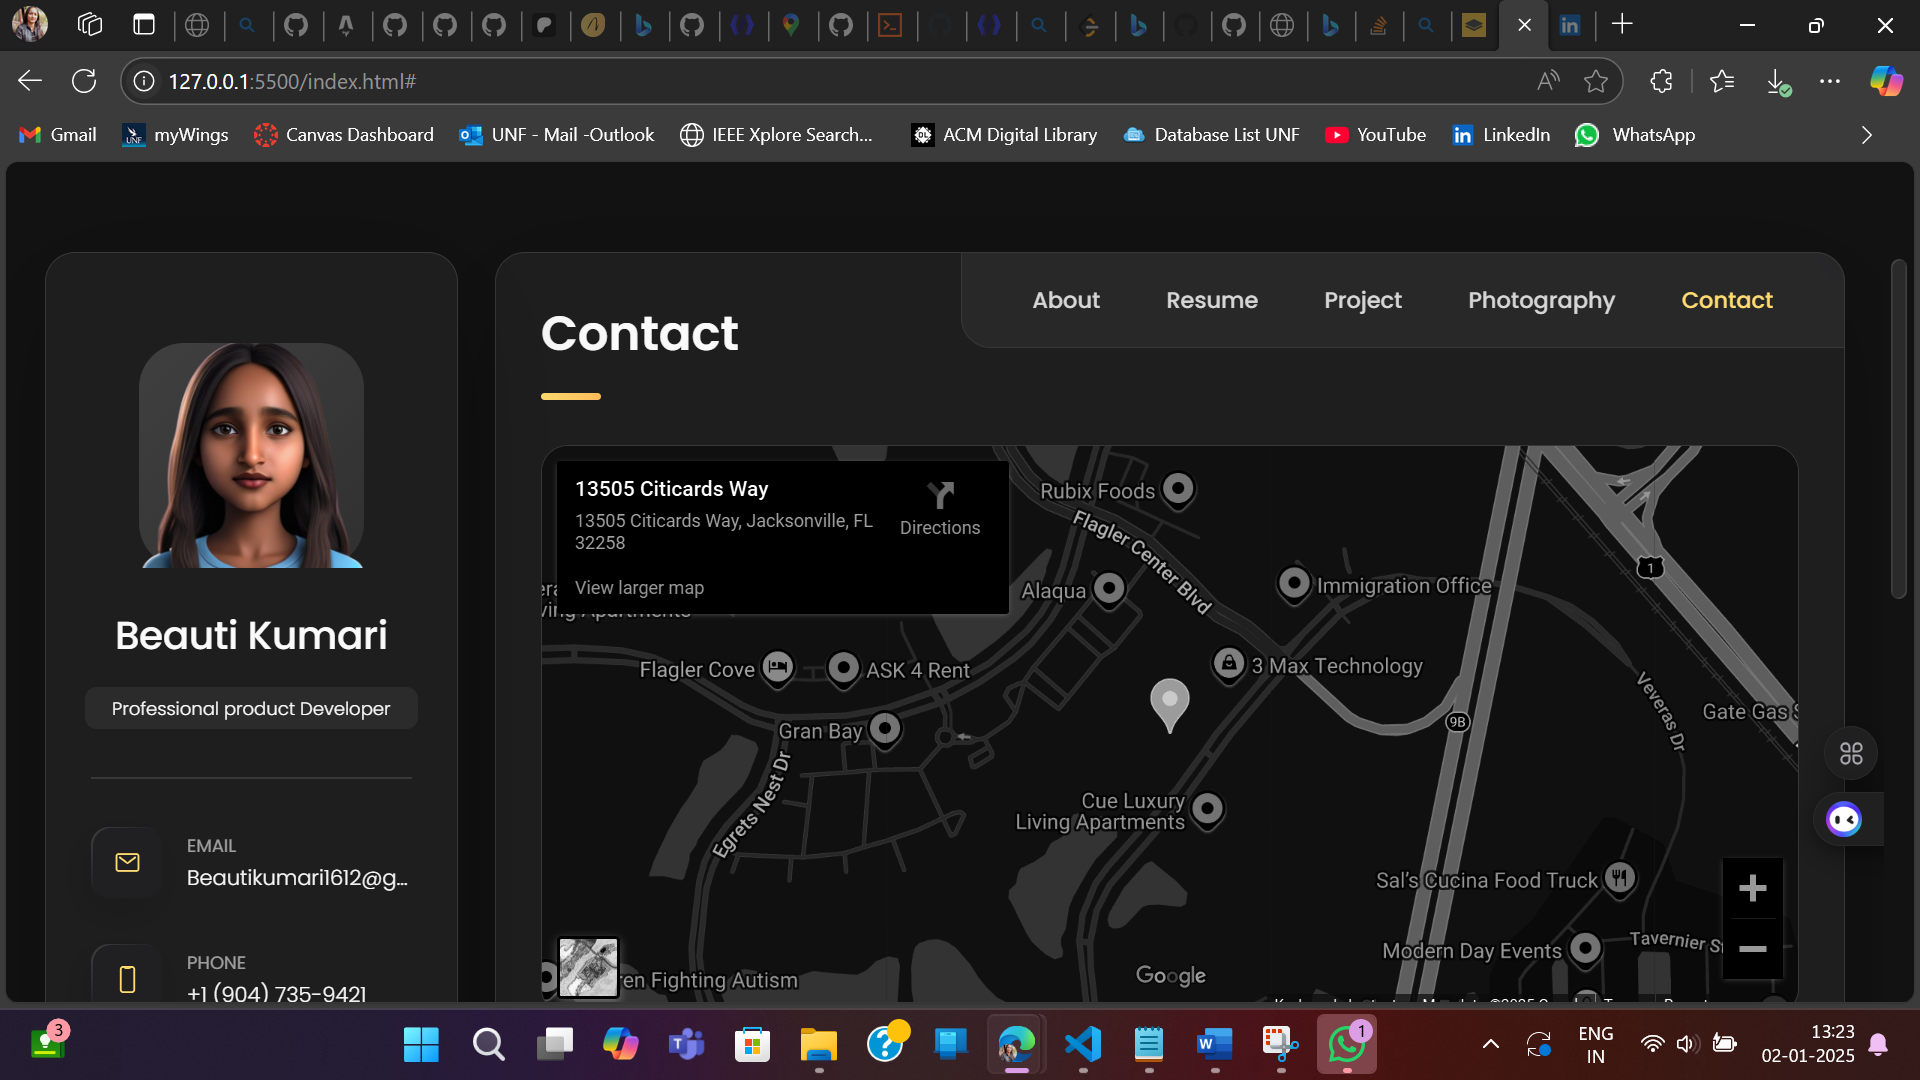 127.0.0.1:5500/index.html#
Gmail
myWings
Canvas Dashboard
UNF - Mail -Outlook
IEEE Xplore Search...
ACM Digital Library
Database List UNF
YouTube
LinkedIn
WhatsApp
About
Resume
Project
Photography
Contact
Contact
Beauti Kumari
Professional product Developer
EMAIL
Beautikumari1612@g...
PHONE
+1 (904) 735-9421
13505 Citicards Way
13505 Citicards Way, Jacksonville, FL
32258
Directions
View larger map
Rubix Foods
Flagler Center Blvd
Alaqua
Immigration Office
1
Flagler Cove
ASK 4 Rent
3 Max Technology
Gran Bay
9B
Veveras Dr
Gate Gas S
Egrets Nest Dr
Cue Luxury
Living Apartments
Sal's Cucina Food Truck
Modern Day Events
Tavernier S
ren Fighting Autism
Google
3
1
ENG
IN
13:23
02-01-2025